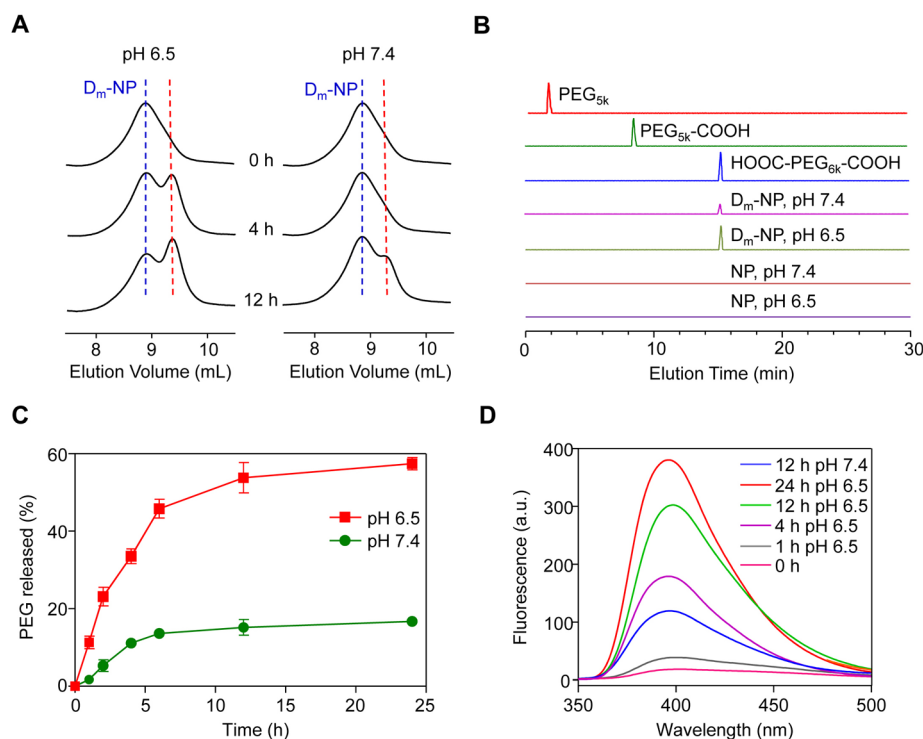 A
pH 6.5
pH 7.4
Dm-NP
Dm-NP
0 h
4 h
12 h
8 9 10
8 9 10
Elution Volume (mL)
Elution Volume (mL)
B
PEG5k
PEG5k-COOH
HOOC-PEG6k-COOH
Dm-NP, pH 7.4
Dm-NP, pH 6.5
NP, pH 7.4
NP, pH 6.5
0 10 20 30
Elution Time (min)
C
60
40
20
0
PEG released (%)
pH 6.5
pH 7.4
0 5 10 15 20 25
Time (h)
D
400
300
200
100
0
Fluorescence (a.u.)
12 h pH 7.4
24 h pH 6.5
12 h pH 6.5
4 h pH 6.5
1 h pH 6.5
0 h
350 400 450 500
Wavelength (nm)